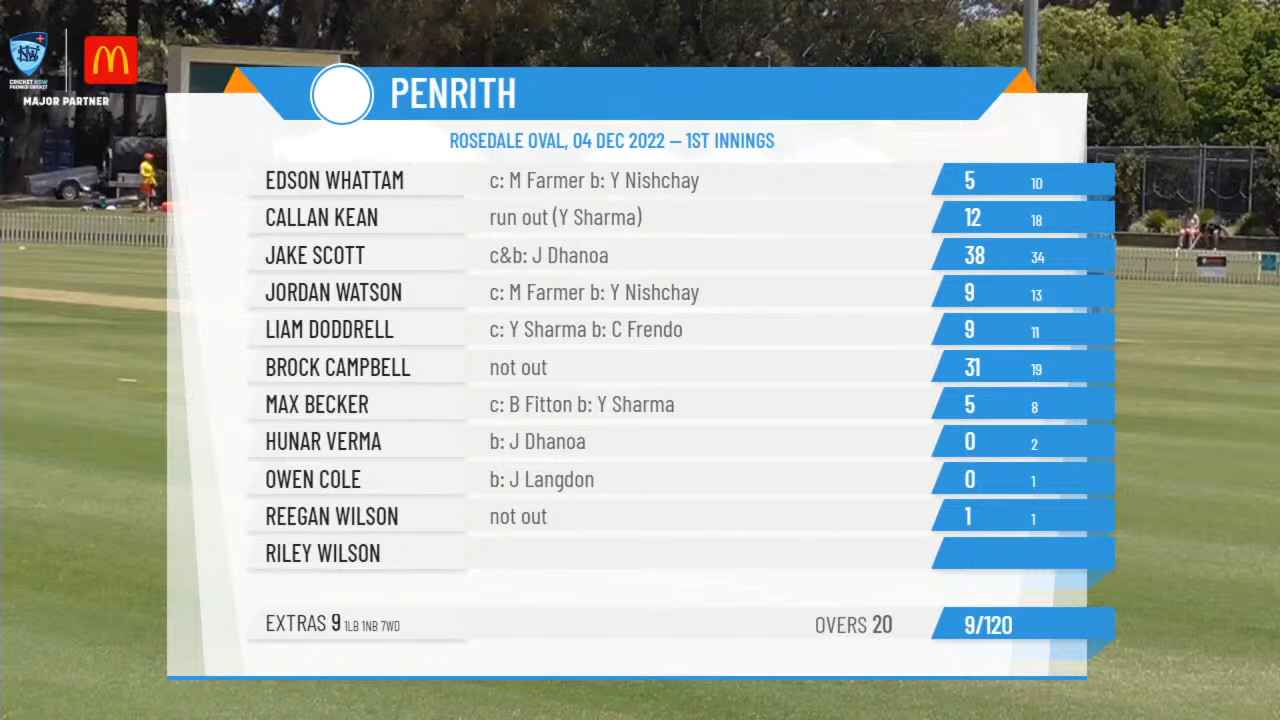 CRICKET NSW
PREMIER CRICKET
MAJOR PARTNER
PENRITH
ROSEDALE OVAL, 04 DEC 2022 – 1ST INNINGS
EDSON WHATTAM c: M Farmer b: Y Nishchay 5 10
CALLAN KEAN run out (Y Sharma) 12 18
JAKE SCOTT c&b: J Dhanoa 38 34
JORDAN WATSON c: M Farmer b: Y Nishchay 9 13
LIAM DODDRELL c: Y Sharma b: C Frendo 9 11
BROCK CAMPBELL not out 31 19
MAX BECKER c: B Fitton b: Y Sharma 5 8
HUNAR VERMA b: J Dhanoa 0 2
OWEN COLE b: J Langdon 0 1
REEGAN WILSON not out 1 1
RILEY WILSON
EXTRAS 9 1LB 1NB 7WD OVERS 20 9/120